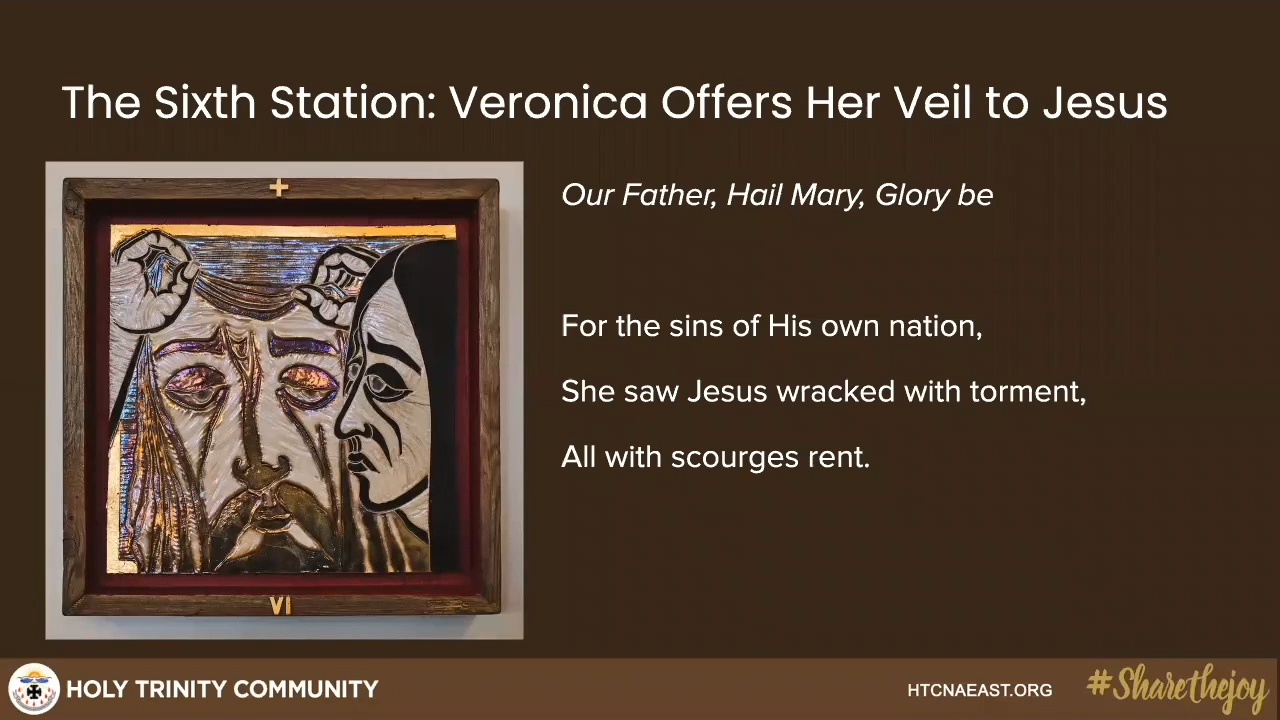 The Sixth Station: Veronica Offers Her Veil to Jesus
Our Father, Hail Mary, Glory be
For the sins of His own nation,
She saw Jesus wracked with torment,
All with scourges rent.
VI
HOLY TRINITY COMMUNITY
HTCNAEAST.ORG
#Sharethejoy